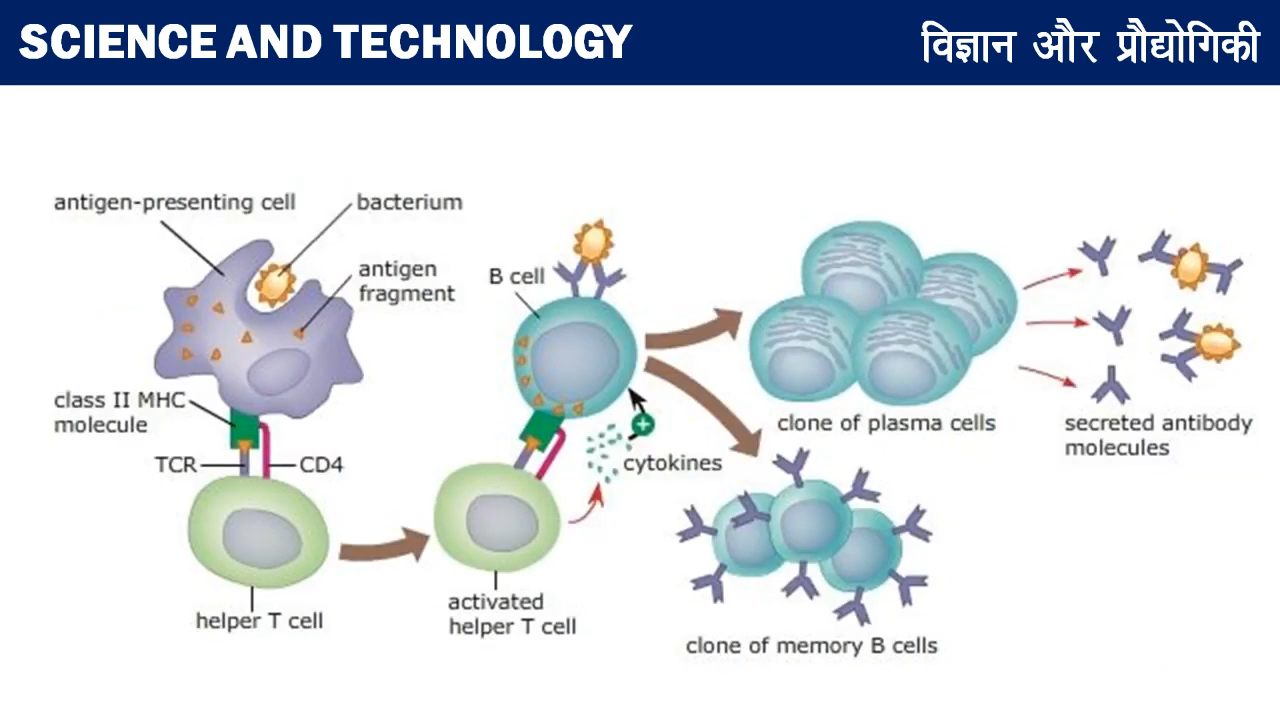 SCIENCE AND TECHNOLOGY
विज्ञान और प्रौद्योगिकी
antigen-presenting cell
bacterium
antigen
fragment
B cell
class II MHC
molecule
TCR
CD4
cytokines
clone of plasma cells
secreted antibody
molecules
helper T cell
activated
helper T cell
clone of memory B cells
+